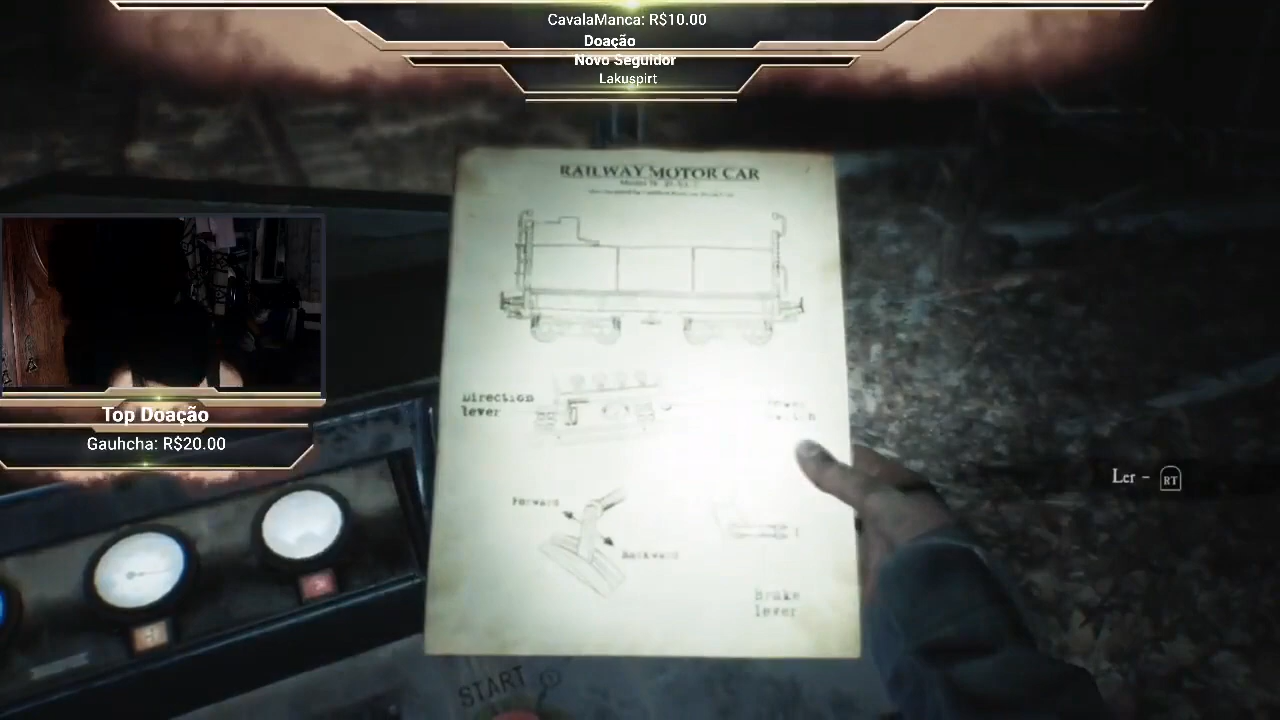 CavalaManca: R$10.00
Doação
Novo Seguidor
Lakuspirt
RAILWAY MOTOR CAR
Direction
lever
Forward
Backward
Brake
lever
Top Doação
Gauhcha: R$20.00
Ler - RT
START